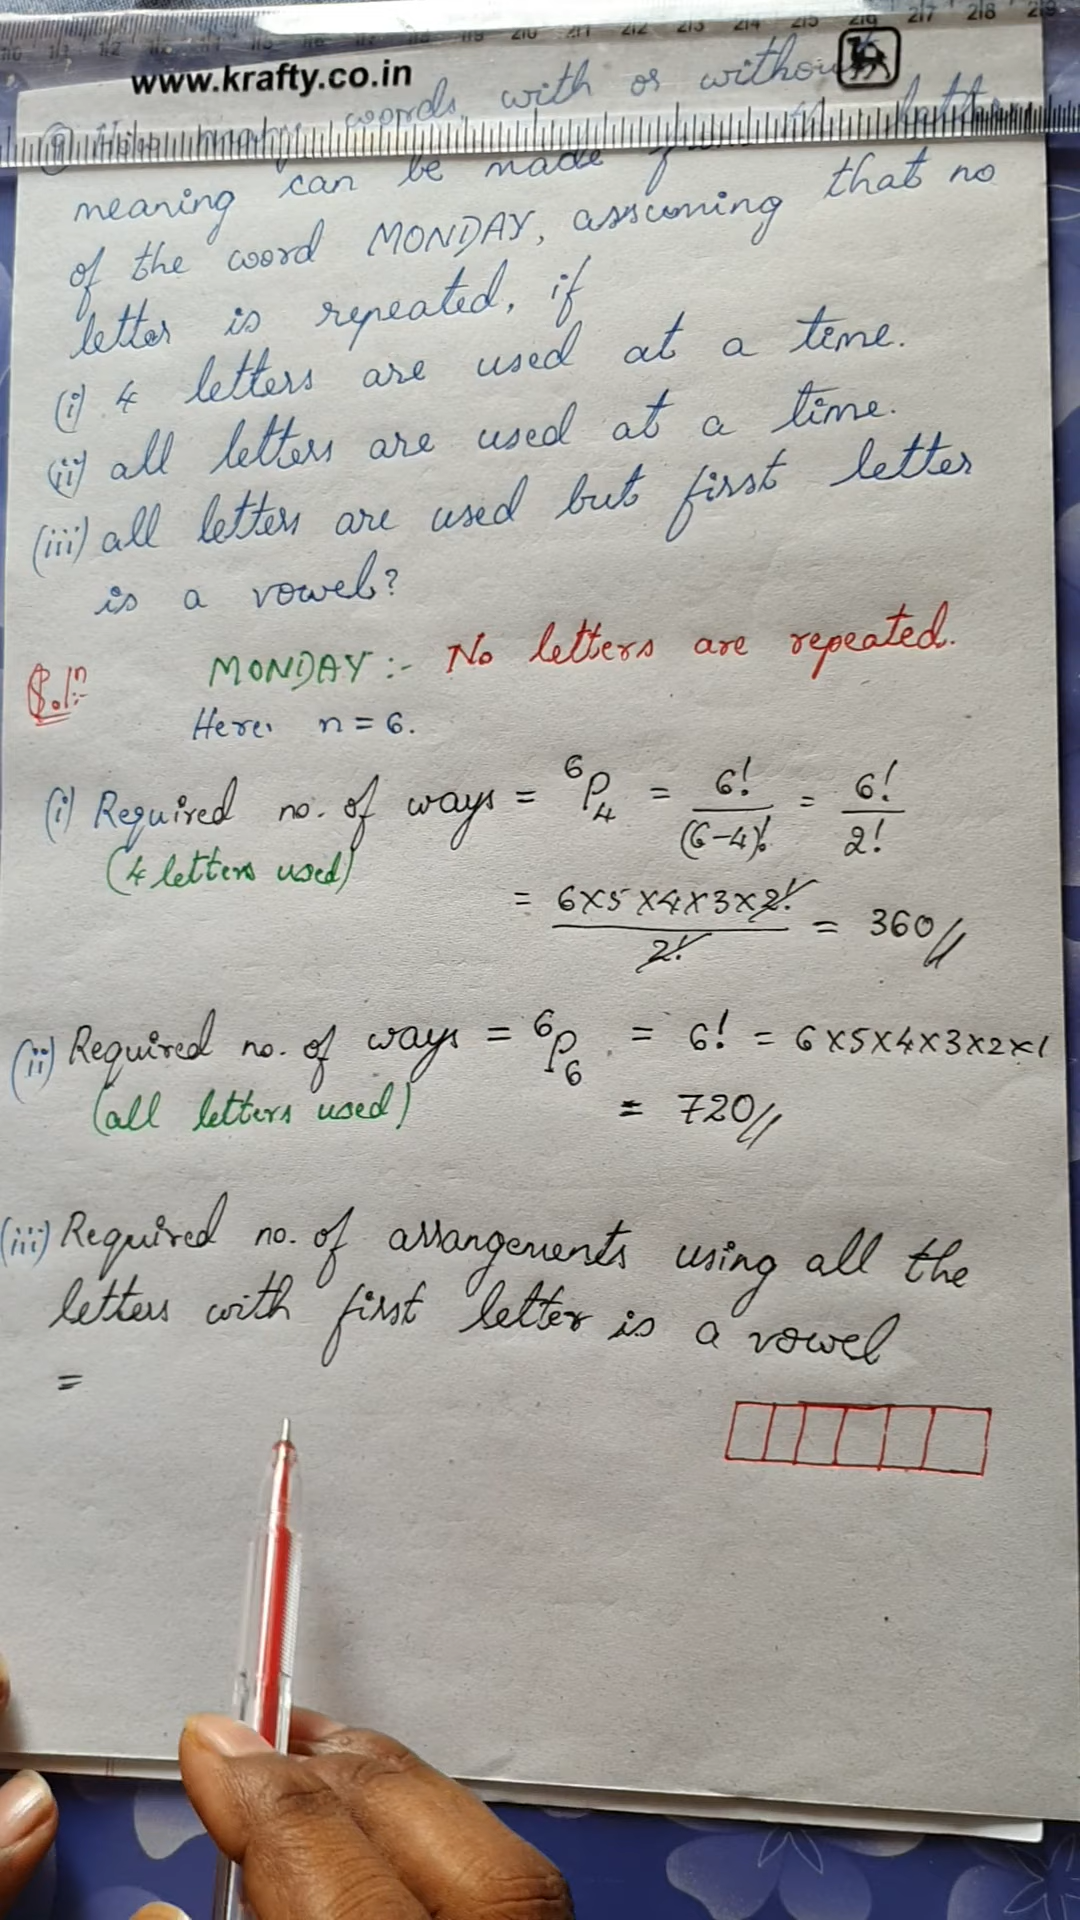 www.krafty.co.in
words, with or without
meaning can be made
of the word MONDAY, assuming that no
letter is repeated, if
(i) 4 letters are used at a time.
(ii) all letters are used at a time.
(iii) all letters are used but first letter
is a vowel?
Sol.n:- MONDAY :- No letters are repeated.
Here, n = 6.
(i) Required no. of ways = ⁶P₄ = 6!/(6-4)! = 6!/2!
(4 letters used)
= 6×5×4×3×2!/2! = 360//
(ii) Required no. of ways = ⁶P₆ = 6! = 6×5×4×3×2×1
(all letters used) = 720//
(iii) Required no. of arrangements using all the
letters with first letter is a vowel
=